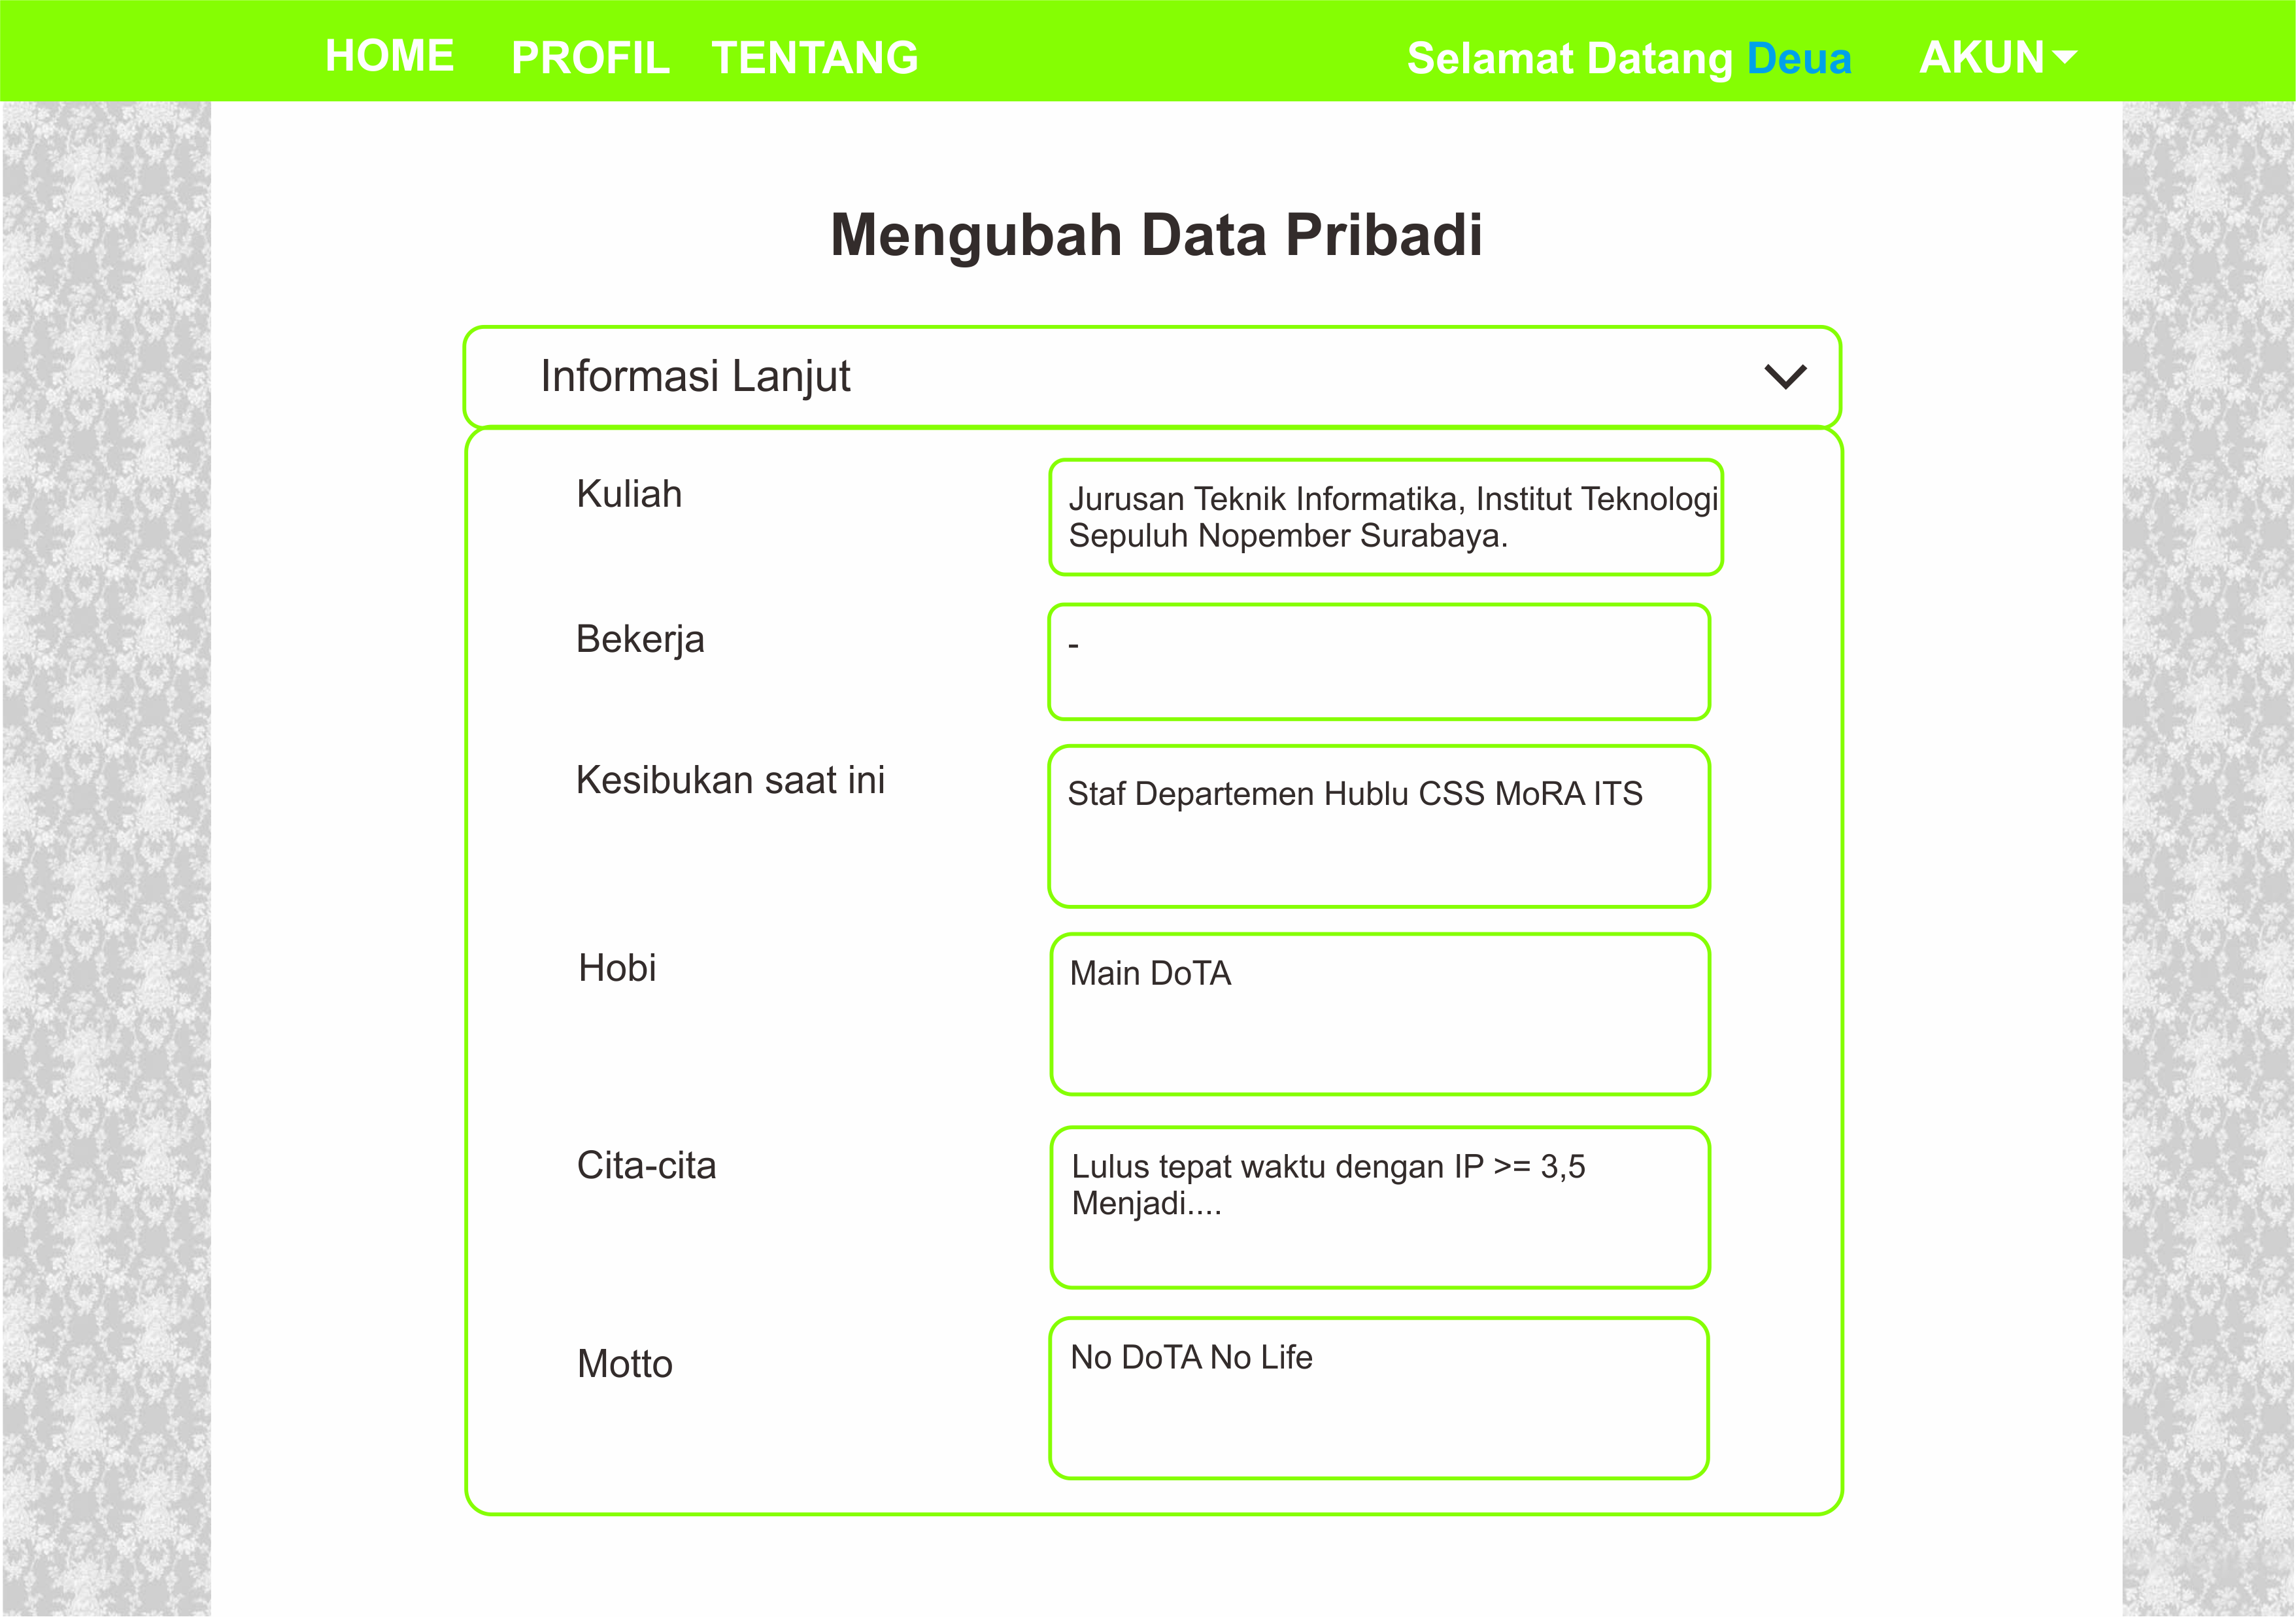 HOME PROFIL TENTANG Selamat Datang Deua AKUN
Mengubah Data Pribadi
Informasi Lanjut
Kuliah
Jurusan Teknik Informatika, Institut Teknologi
Sepuluh Nopember Surabaya.
Bekerja
-
Kesibukan saat ini
Staf Departemen Hublu CSS MoRA ITS
Hobi
Main DoTA
Cita-cita
Lulus tepat waktu dengan IP >= 3,5
Menjadi....
Motto
No DoTA No Life